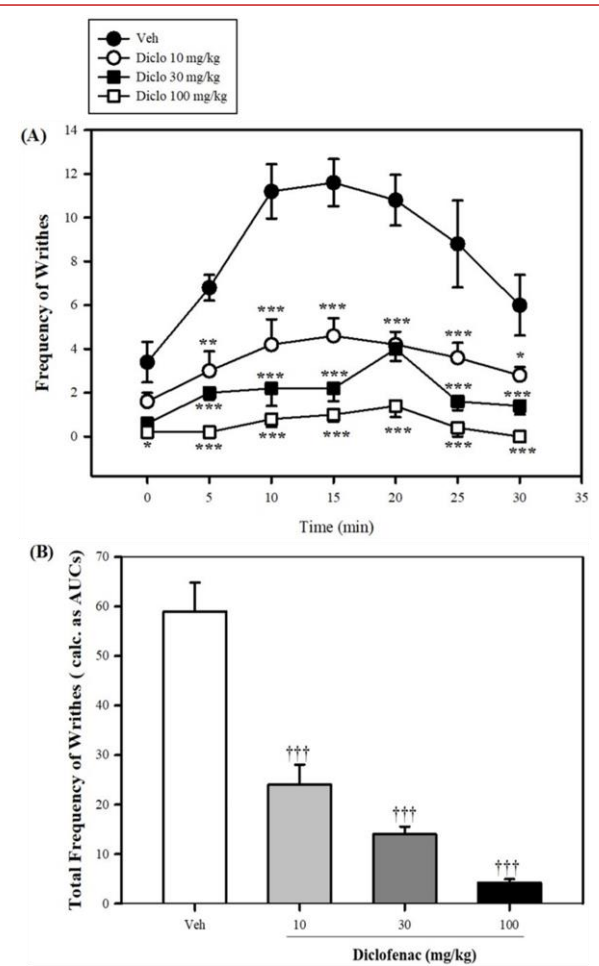 Veh
Diclo 10 mg/kg
Diclo 30 mg/kg
Diclo 100 mg/kg
(A)
14
12
10
8
6
4
2
0
Frequency of Writhes
** *** *** *** *** *
*** *** *** *** ***
* *** *** *** *** *** ***
0 5 10 15 20 25 30 35
Time (min)
(B)
70
60
50
40
30
20
10
0
Total Frequency of Writhes ( calc. as AUCs)
†††
†††
†††
Veh 10 30 100
Diclofenac (mg/kg)